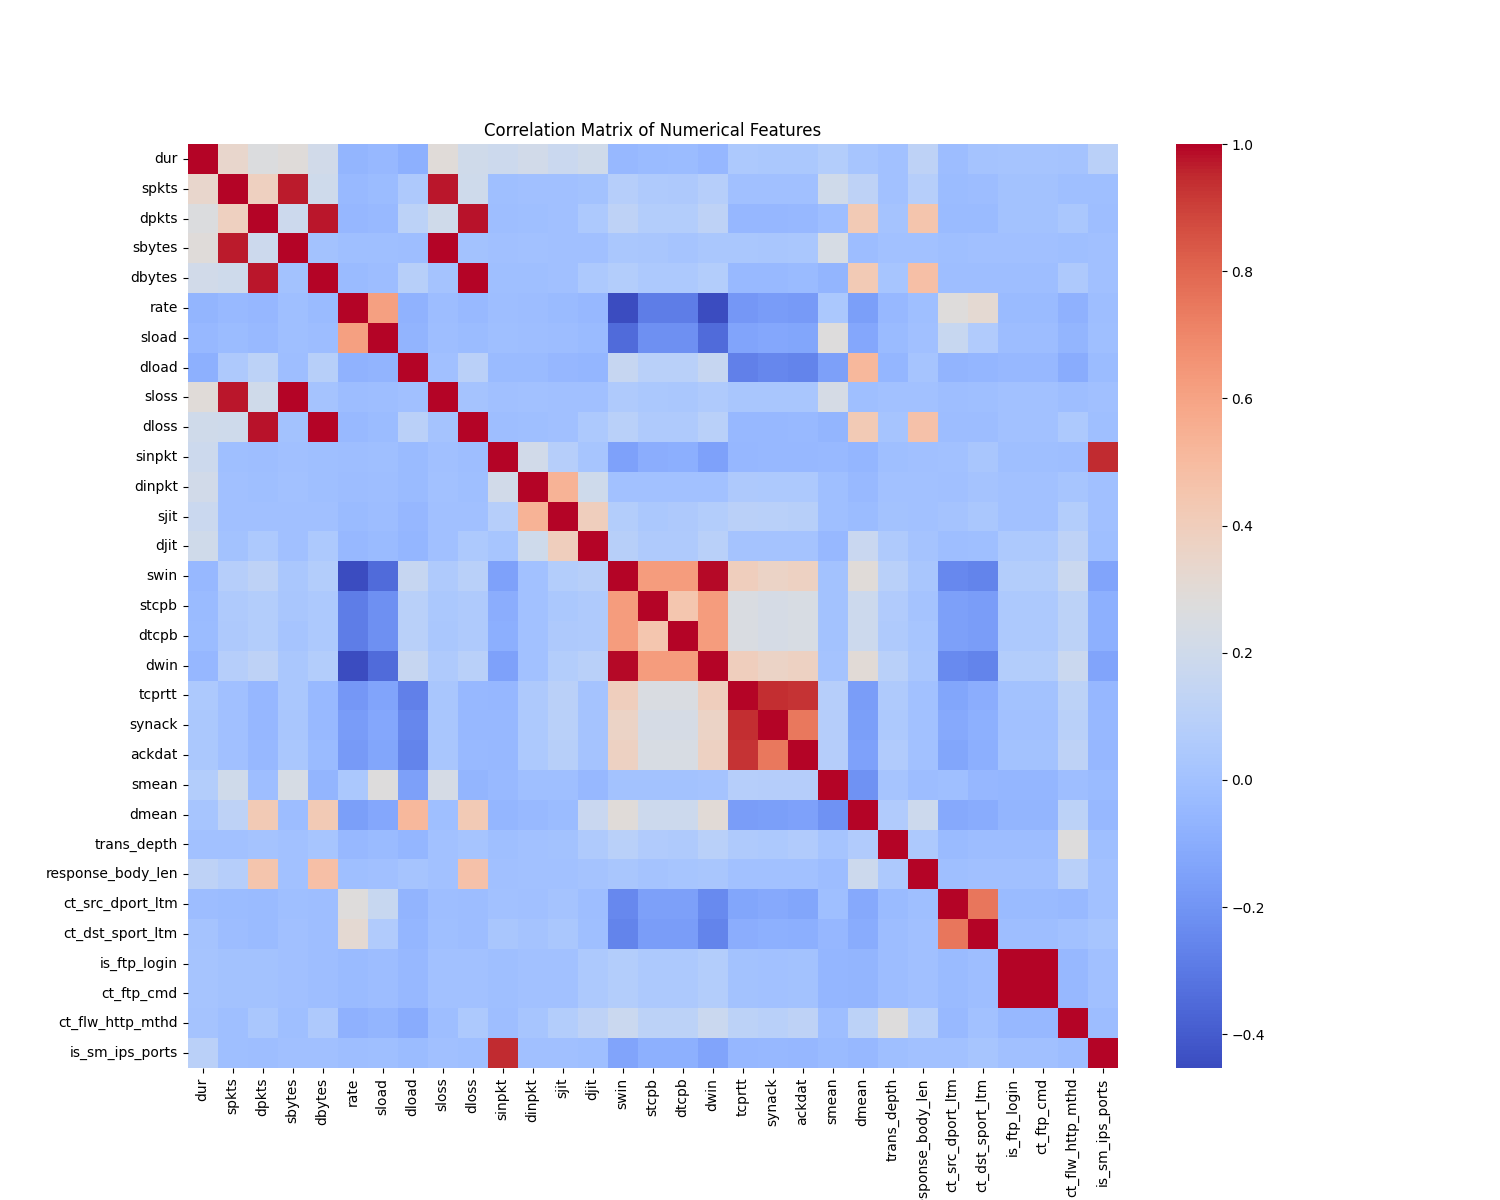 Correlation Matrix of Numerical Features
dur
spkts
dpkts
sbytes
dbytes
rate
sload
dload
sloss
dloss
sinpkt
dinpkt
sjit
djit
swin
stcpb
dtcpb
dwin
tcprtt
synack
ackdat
smean
dmean
trans_depth
response_body_len
ct_src_dport_ltm
ct_dst_sport_ltm
is_ftp_login
ct_ftp_cmd
ct_flw_http_mthd
is_sm_ips_ports
dur
spkts
dpkts
sbytes
dbytes
rate
sload
dload
sloss
dloss
sinpkt
dinpkt
sjit
djit
swin
stcpb
dtcpb
dwin
tcprtt
synack
ackdat
smean
dmean
trans_depth
sponse_body_len
ct_src_dport_ltm
ct_dst_sport_ltm
is_ftp_login
ct_ftp_cmd
ct_flw_http_mthd
is_sm_ips_ports
1.0
0.8
0.6
0.4
0.2
0.0
−0.2
−0.4